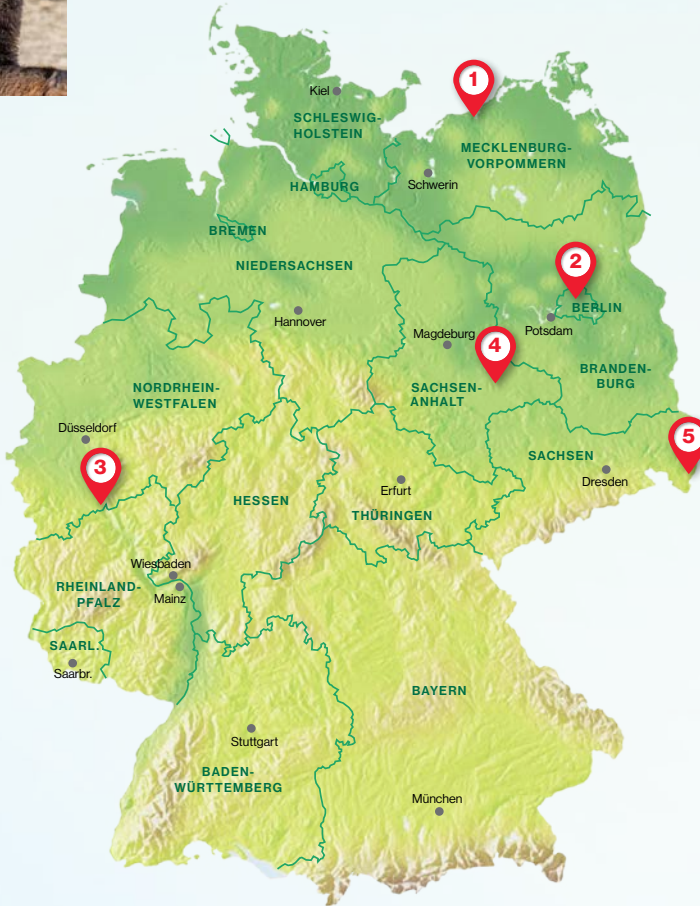 1
Kiel
SCHLESWIG-
HOLSTEIN
MECKLENBURG-
VORPOMMERN
Schwerin
HAMBURG
BREMEN
NIEDERSACHSEN
2
BERLIN
Hannover
Potsdam
Magdeburg
4
BRANDEN-
BURG
NORDRHEIN-
WESTFALEN
SACHSEN-
ANHALT
Düsseldorf
5
3
SACHSEN
Dresden
Erfurt
HESSEN
THÜRINGEN
Wiesbaden
RHEINLAND-
PFALZ
Mainz
SAARL.
Saarbr.
BAYERN
Stuttgart
BADEN-
WÜRTTEMBERG
München